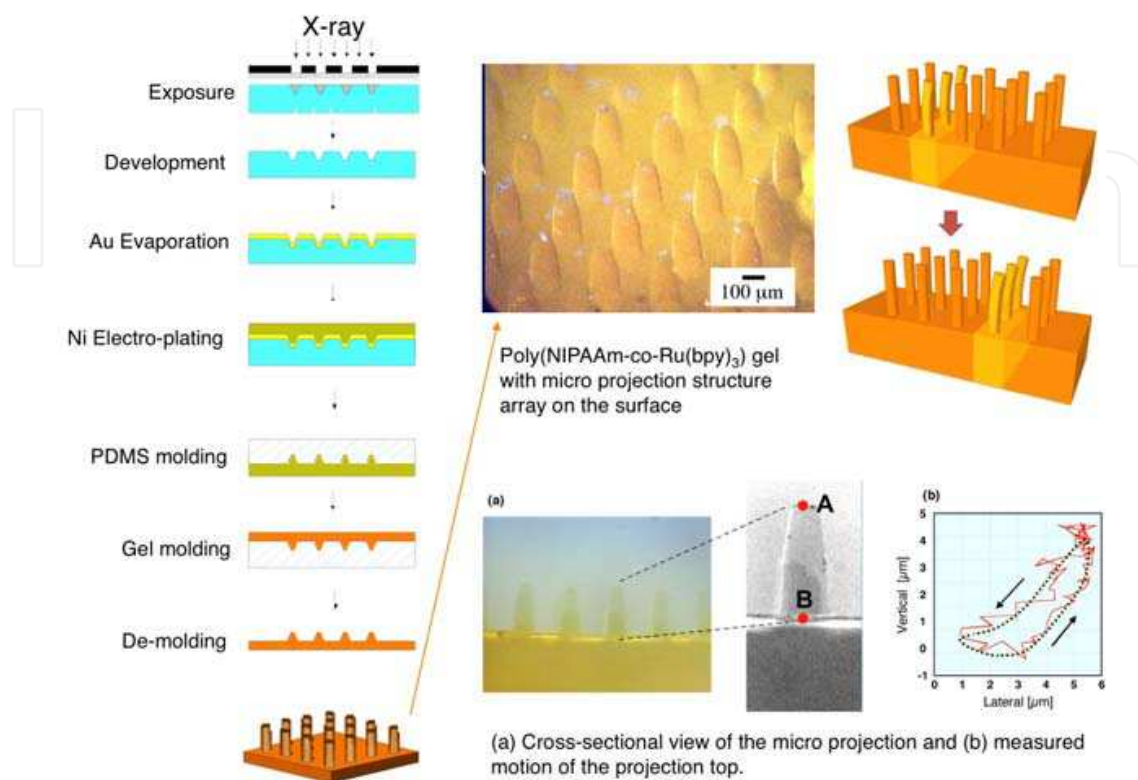 X-ray
Exposure
Development
Au Evaporation
Ni Electro-plating
PDMS molding
Gel molding
De-molding
100 μm
Poly(NIPAAm-co-Ru(bpy)₃) gel
with micro projection structure
array on the surface
(a)
A
B
(b)
Vertical [μm]
5
4
3
2
1
0
-1
0 1 2 3 4 5 6
Lateral [μm]
(a) Cross-sectional view of the micro projection and (b) measured
motion of the projection top.